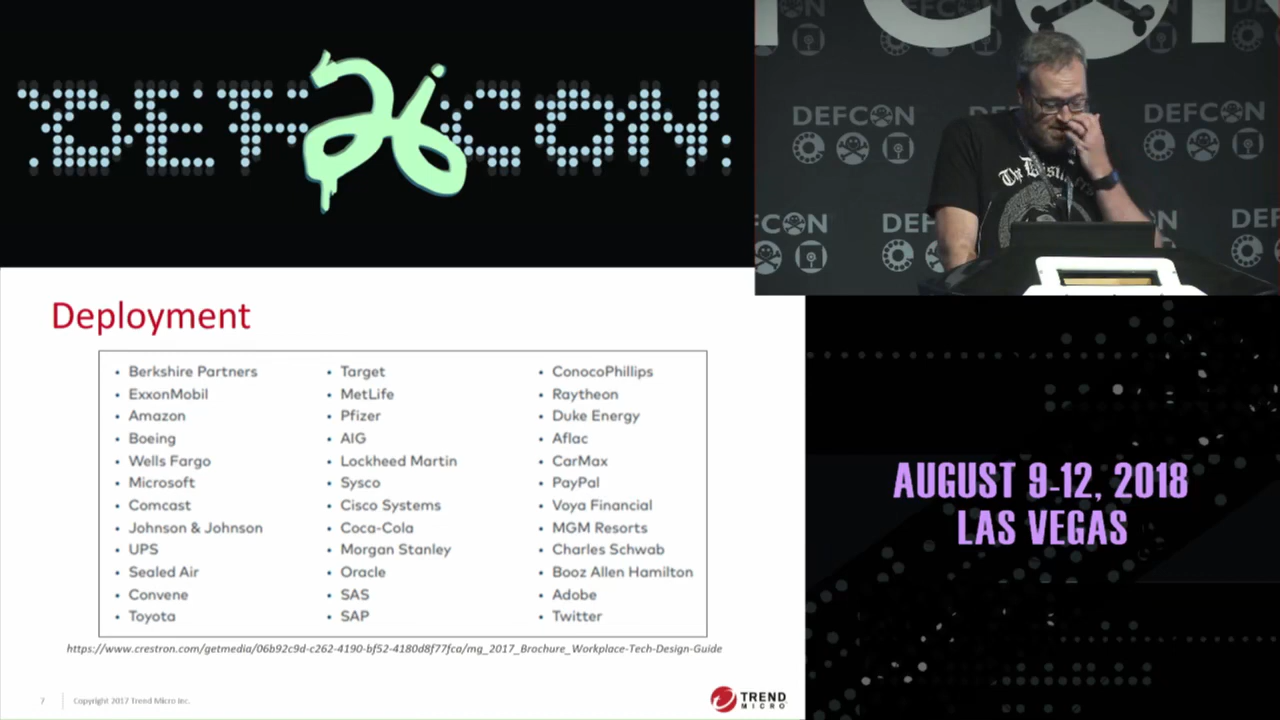 DEF CON
26
DEFCON
DEFCON
DEFCON
The
Deployment
• Berkshire Partners
• ExxonMobil
• Amazon
• Boeing
• Wells Fargo
• Microsoft
• Comcast
• Johnson & Johnson
• UPS
• Sealed Air
• Convene
• Toyota
• Target
• MetLife
• Pfizer
• AIG
• Lockheed Martin
• Sysco
• Cisco Systems
• Coca-Cola
• Morgan Stanley
• Oracle
• SAS
• SAP
• ConocoPhillips
• Raytheon
• Duke Energy
• Aflac
• CarMax
• PayPal
• Voya Financial
• MGM Resorts
• Charles Schwab
• Booz Allen Hamilton
• Adobe
• Twitter
https://www.crestron.com/getmedia/06b92c9d-c262-4190-bf52-4180d8f77fca/mg_2017_Brochure_Workplace-Tech-Design-Guide
7
Copyright 2017 Trend Micro Inc.
TREND
MICRO
AUGUST 9-12, 2018
LAS VEGAS